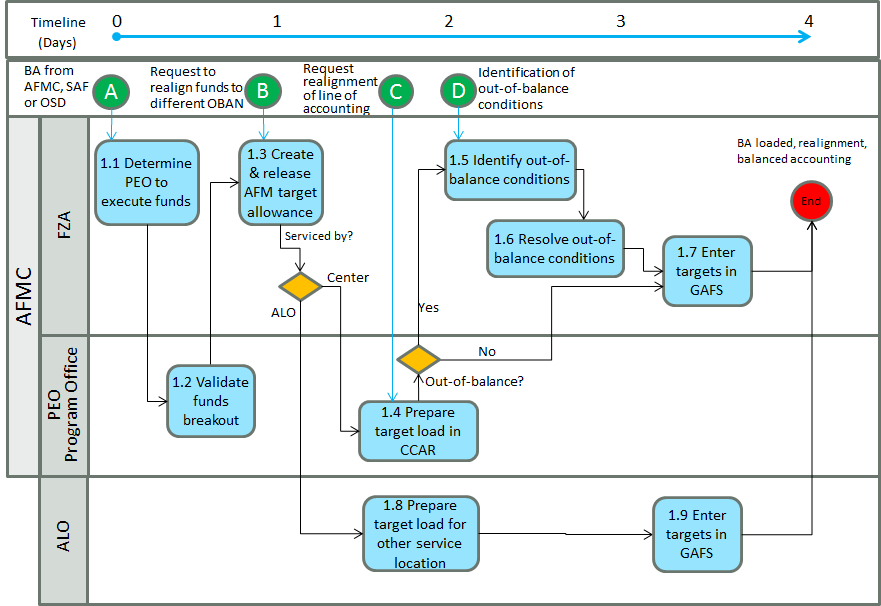 Timeline
(Days)
0
1
2
3
4
BA from
AFMC, SAF
or OSD
A
Request to
realign funds to
different OBAN
B
Request
realignment
of line of
accounting
C
D
Identification of
out-of-balance
conditions
AFMC
FZA
1.1 Determine
PEO to
execute funds
1.3 Create
& release
AFM target
allowance
Serviced by?
Center
ALO
1.5 Identify out-of-
balance conditions
1.6 Resolve out-of-
balance conditions
1.7 Enter
targets in
GAFS
BA loaded, realignment,
balanced accounting
End
Yes
No
Out-of-balance?
PEO
Program Office
1.2 Validate
funds
breakout
1.4 Prepare
target load in
CCAR
ALO
1.8 Prepare
target load for
other service
location
1.9 Enter
targets in
GAFS